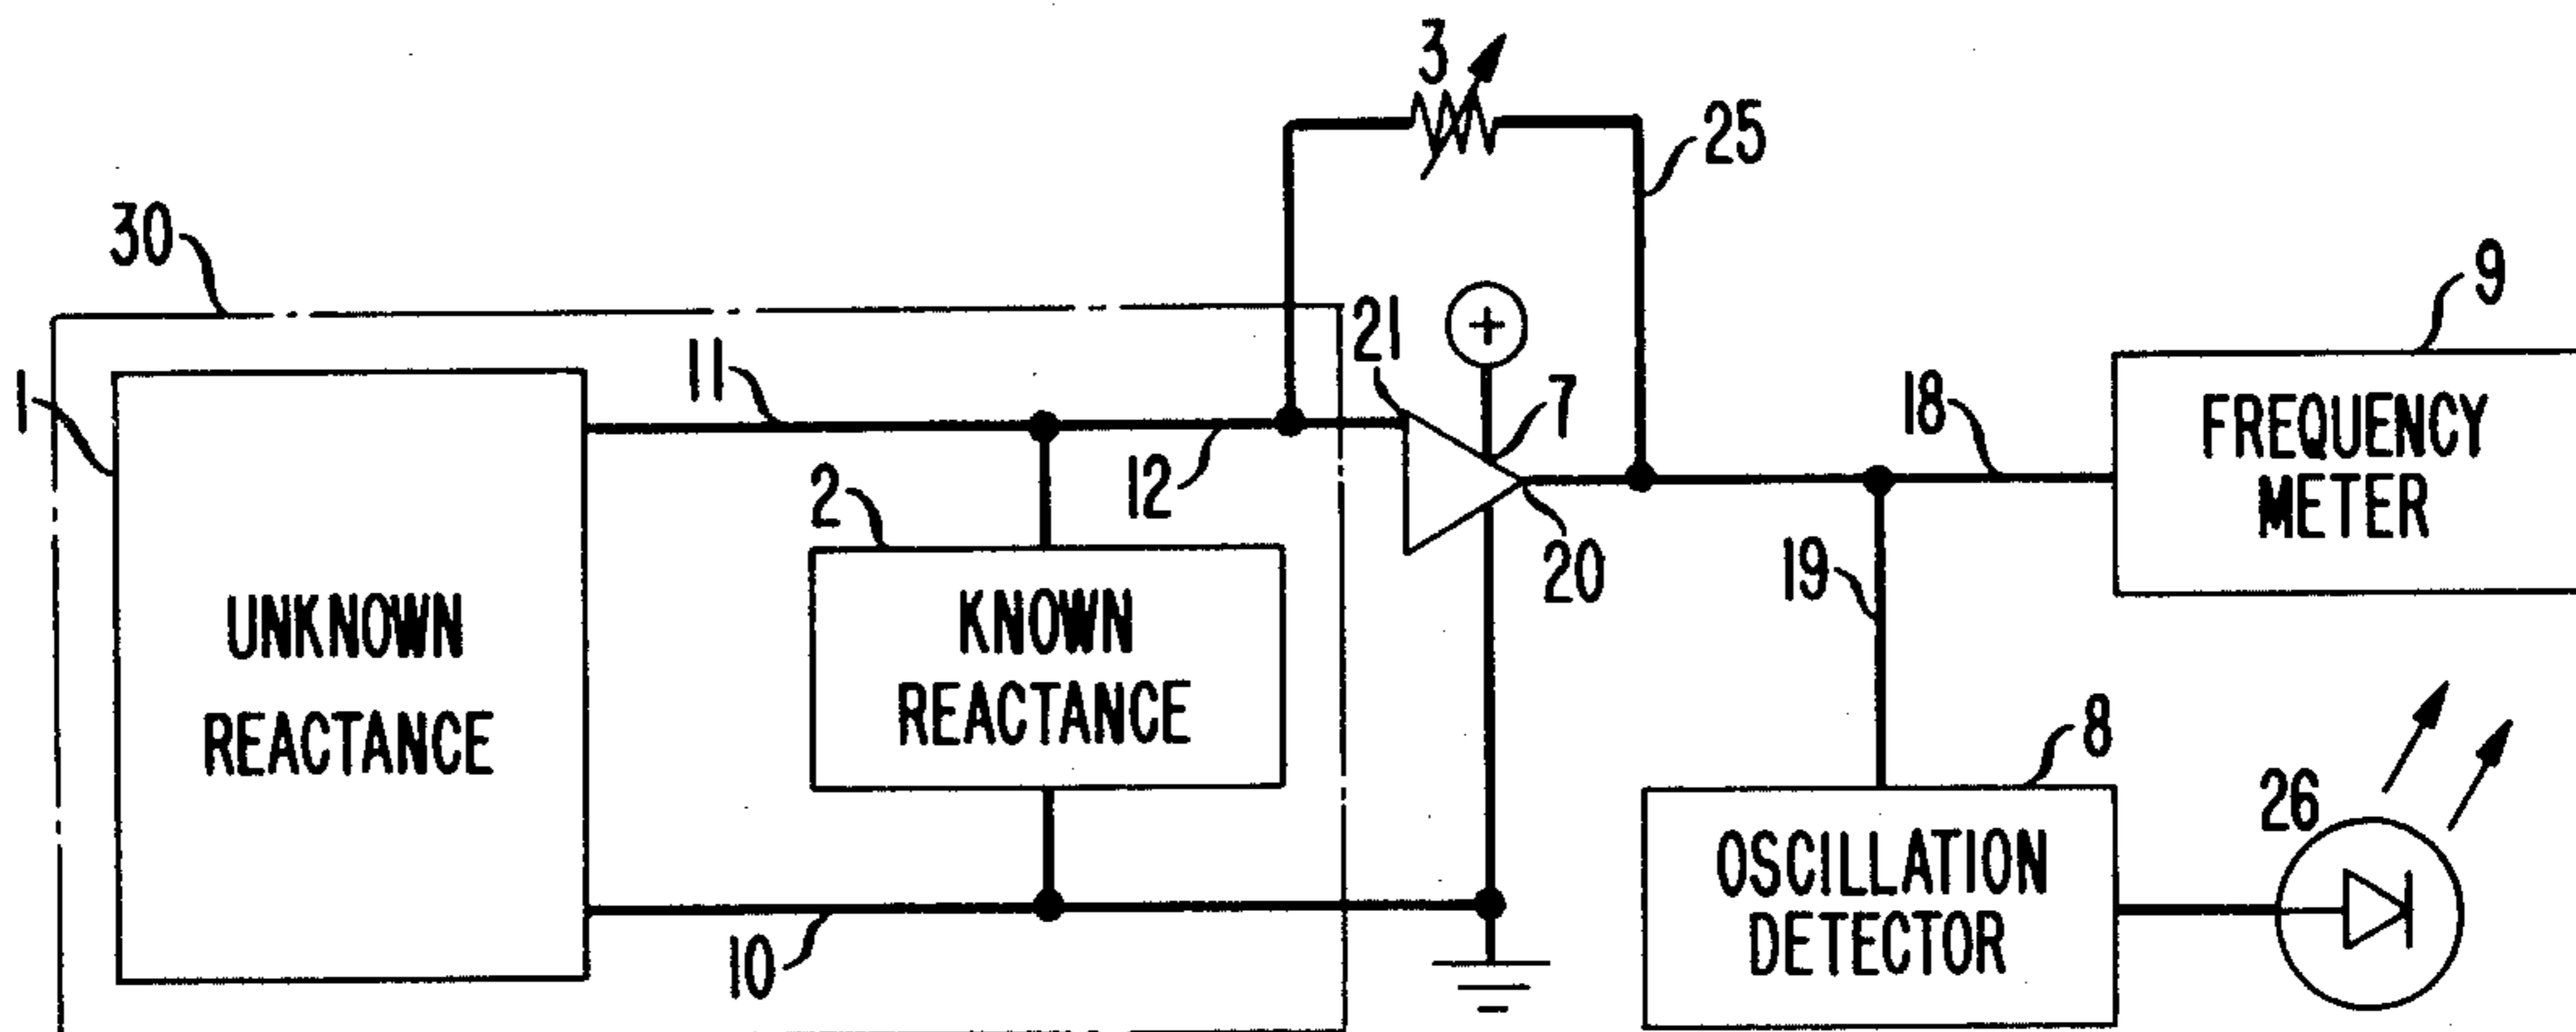 3
25
30
9
1
11
21
+
7
18
FREQUENCY
METER
2
12
20
19
UNKNOWN
REACTANCE
KNOWN
REACTANCE
8
26
OSCILLATION
DETECTOR
10